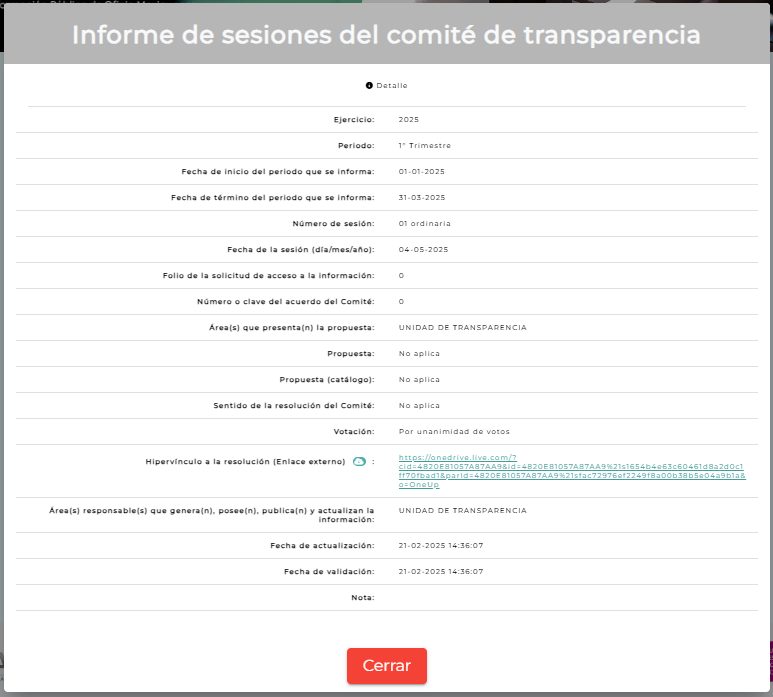 Informe de sesiones del comité de transparencia
Detalle
Ejercicio: 2025
Periodo: 1° Trimestre
Fecha de inicio del periodo que se informa: 01-01-2025
Fecha de término del periodo que se informa: 31-03-2025
Número de sesión: 01 ordinaria
Fecha de la sesión (día/mes/año): 04-05-2025
Folio de la solicitud de acceso a la información: 0
Número o clave del acuerdo del Comité: 0
Área(s) que presenta(n) la propuesta: UNIDAD DE TRANSPARENCIA
Propuesta: No aplica
Propuesta (catálogo): No aplica
Sentido de la resolución del Comité: No aplica
Votación: Por unanimidad de votos
Hipervínculo a la resolución (Enlace externo) :
https://onedrive.live.com/?
cid=4820E81057A87AA9&id=4820E81057A87AA9%21s1654b4e63c60461d8a2d0c1
ff70fbad1&parId=4820E81057A87AA9%21sfac72976ef2249f8a00b38b5e04a9b1a&
o=OneUp
Área(s) responsable(s) que genera(n), posee(n), publica(n) y actualizan la
información:
UNIDAD DE TRANSPARENCIA
Fecha de actualización: 21-02-2025 14:36:07
Fecha de validación: 21-02-2025 14:36:07
Nota:
Cerrar